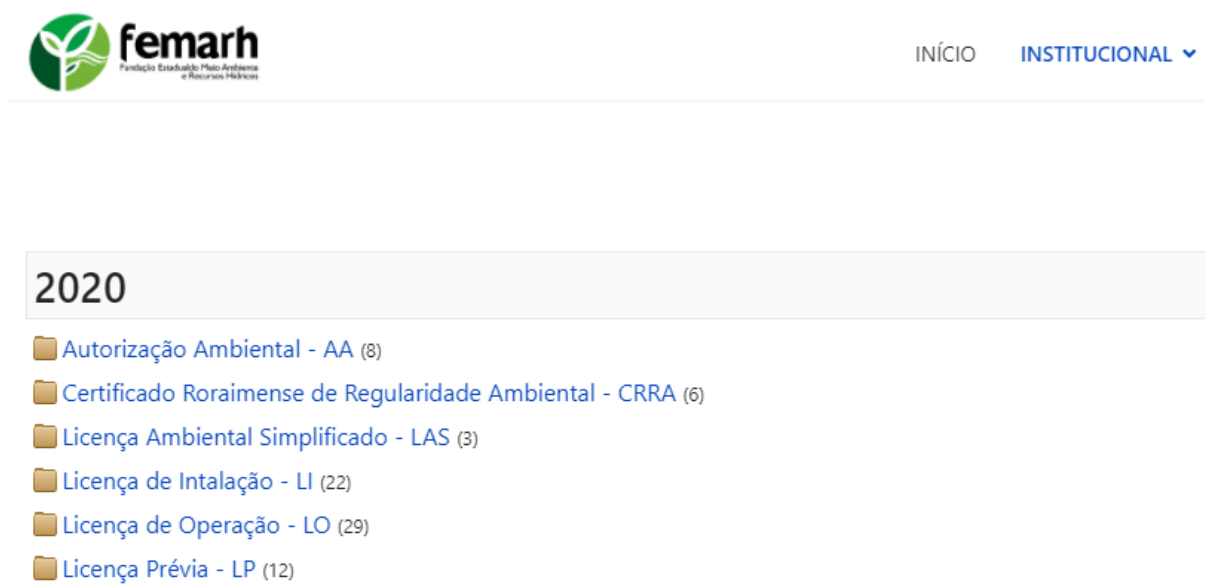 femarh
Fundação Estadualdo Meio Ambiente
e Recursos Hídricos
INÍCIO
INSTITUCIONAL
2020
Autorização Ambiental - AA (8)
Certificado Roraimense de Regularidade Ambiental - CRRA (6)
Licença Ambiental Simplificado - LAS (3)
Licença de Intalação - LI (22)
Licença de Operação - LO (29)
Licença Prévia - LP (12)